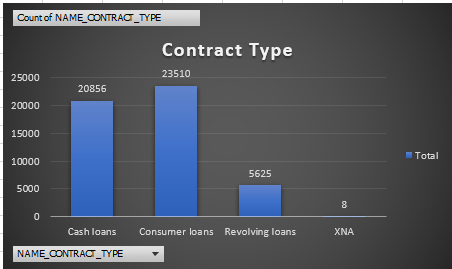 Count of NAME_CONTRACT_TYPE
Contract Type
25000
20000
15000
10000
5000
0
20856
23510
5625
8
Cash loans
Consumer loans
Revolving loans
XNA
Total
NAME_CONTRACT_TYPE